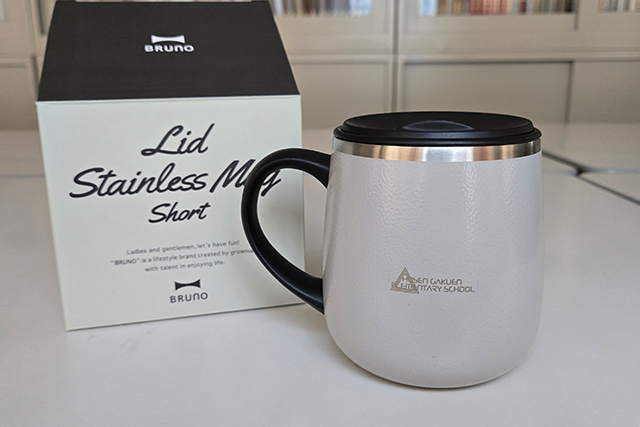 BRUNO
Lid
Stainless
Short
Ladies and gentlemen, let's have fun!
"BRUNO" is a lifestyle brand created by
with talent in enjoying life.
BRUNO
GAKUEN
SCHOOL